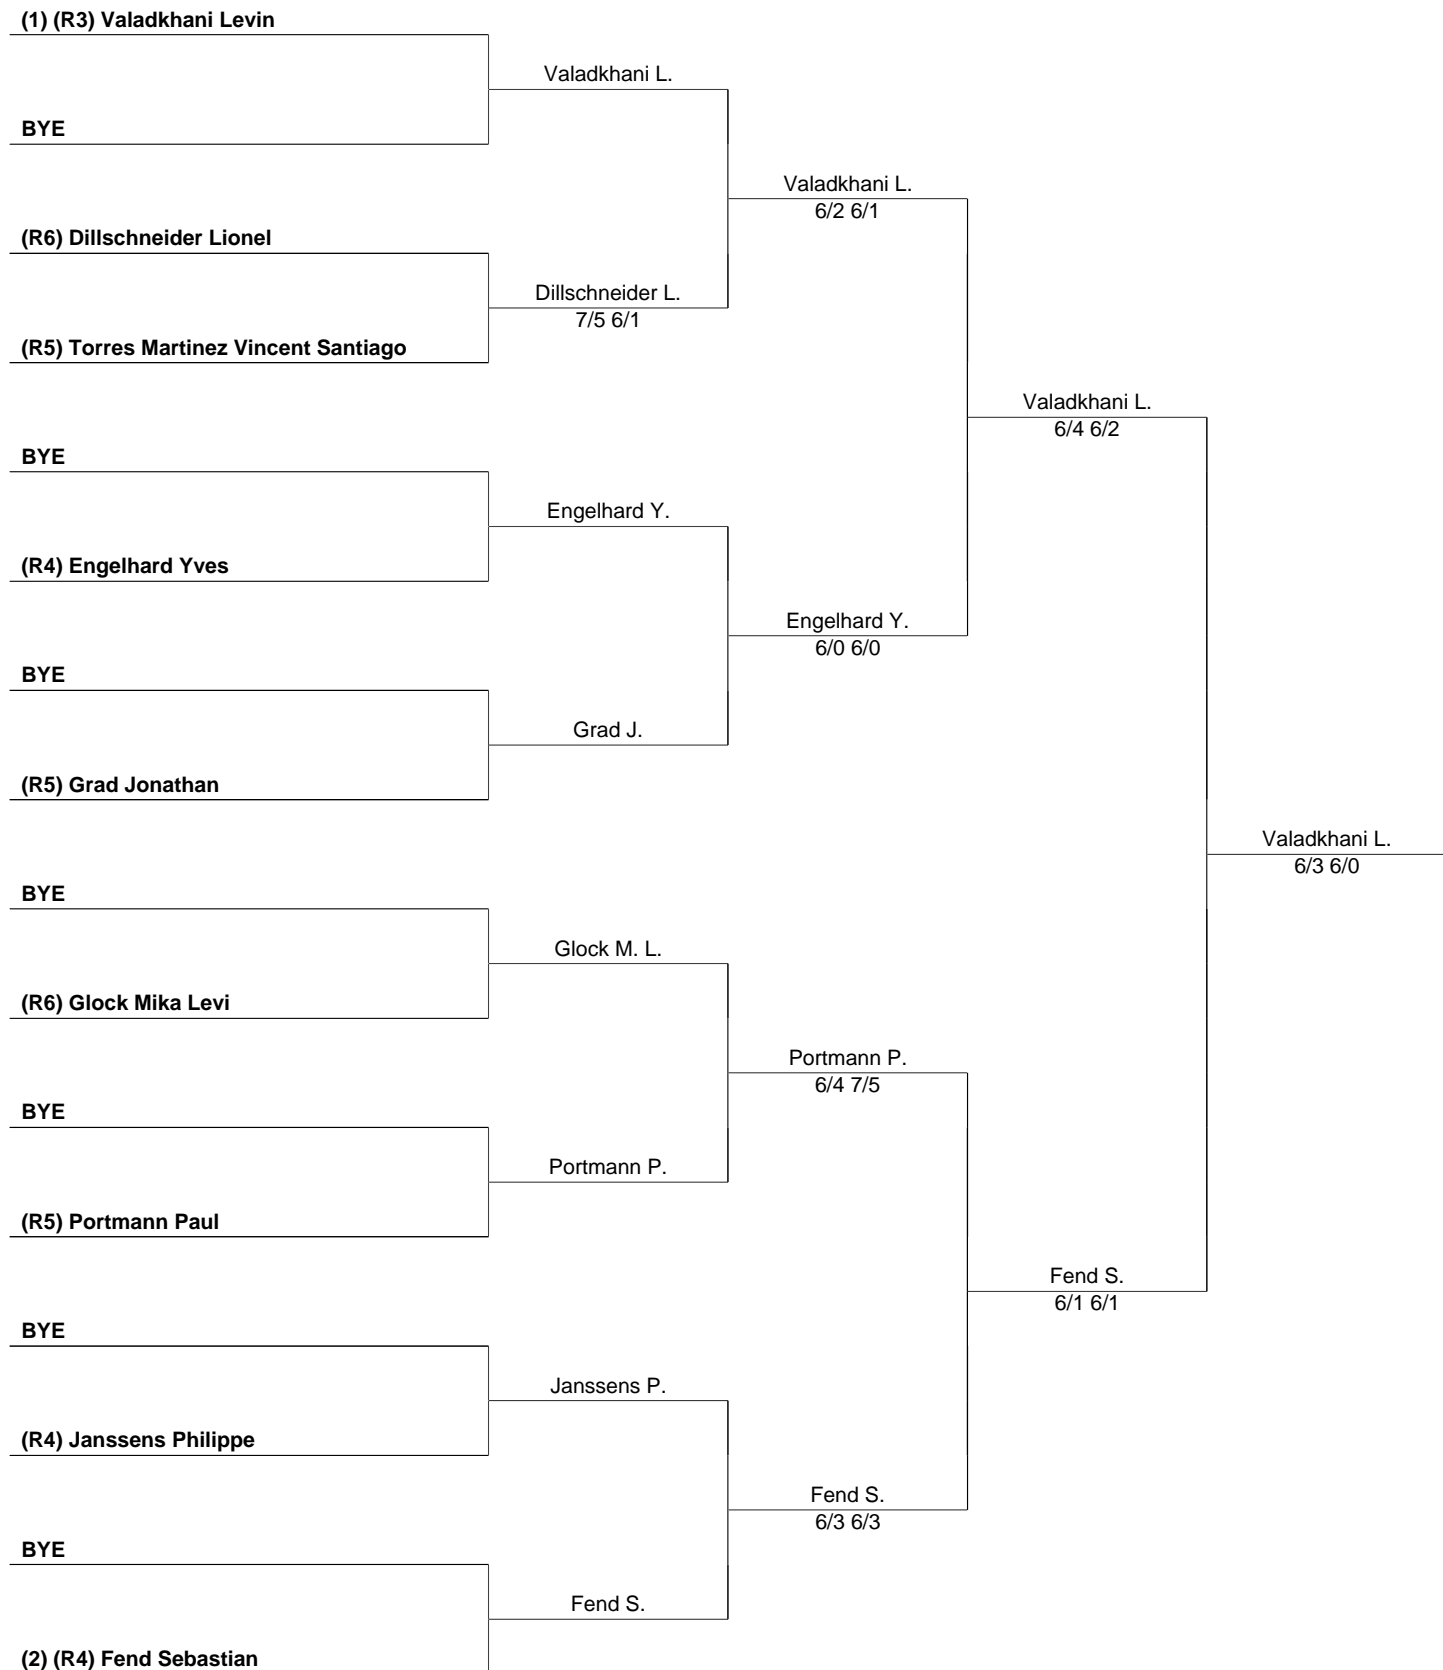 (1) (R3) Valadkhani Levin
Valadkhani L.
BYE
Valadkhani L.
6/2 6/1
(R6) Dillschneider Lionel
Dillschneider L.
7/5 6/1
(R5) Torres Martinez Vincent Santiago
Valadkhani L.
6/4 6/2
BYE
Engelhard Y.
(R4) Engelhard Yves
Engelhard Y.
6/0 6/0
BYE
Grad J.
(R5) Grad Jonathan
Valadkhani L.
6/3 6/0
BYE
Glock M. L.
(R6) Glock Mika Levi
Portmann P.
6/4 7/5
BYE
Portmann P.
(R5) Portmann Paul
Fend S.
6/1 6/1
BYE
Janssens P.
(R4) Janssens Philippe
Fend S.
6/3 6/3
BYE
Fend S.
(2) (R4) Fend Sebastian